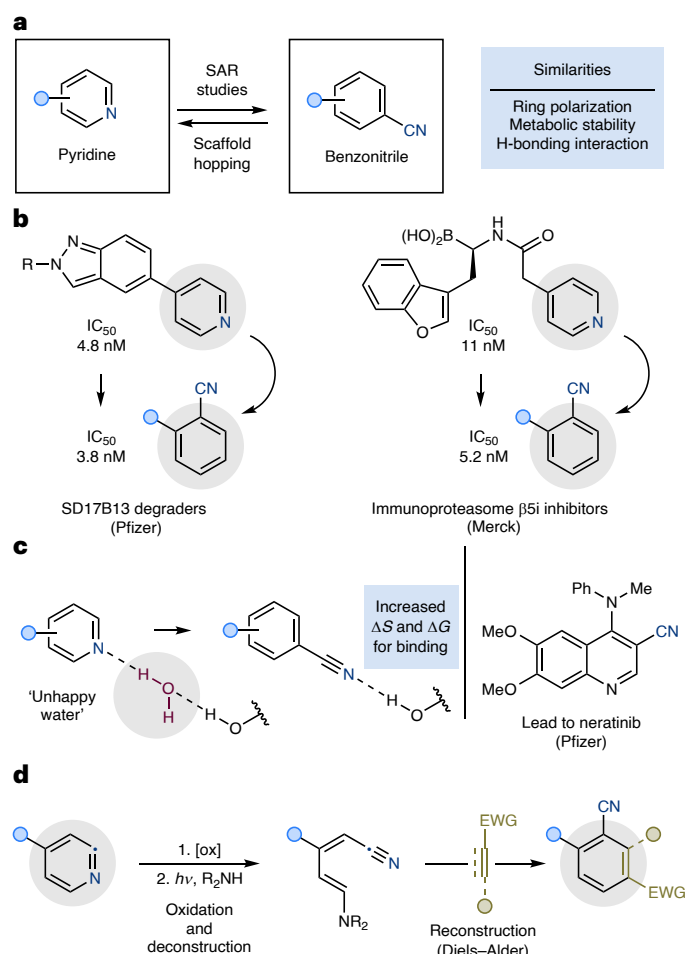 a
N
Pyridine
SAR
studies
Scaffold
hopping
CN
Benzonitrile
Similarities
Ring polarization
Metabolic stability
H-bonding interaction
b
R
N
N
N
IC50
4.8 nM
CN
IC50
3.8 nM
SD17B13 degraders
(Pfizer)
(HO)2B
H
N
O
O
N
IC50
11 nM
CN
IC50
5.2 nM
Immunoproteasome β5i inhibitors
(Merck)
c
N
H
O
H
H
O
'Unhappy
water'
N
H
O
Increased
ΔS and ΔG
for binding
Ph
Me
N
MeO
CN
MeO
N
Lead to neratinib
(Pfizer)
d
N
1. [ox]
2. hν, R2NH
Oxidation
and
deconstruction
N
NR2
EWG
Reconstruction
(Diels–Alder)
CN
EWG